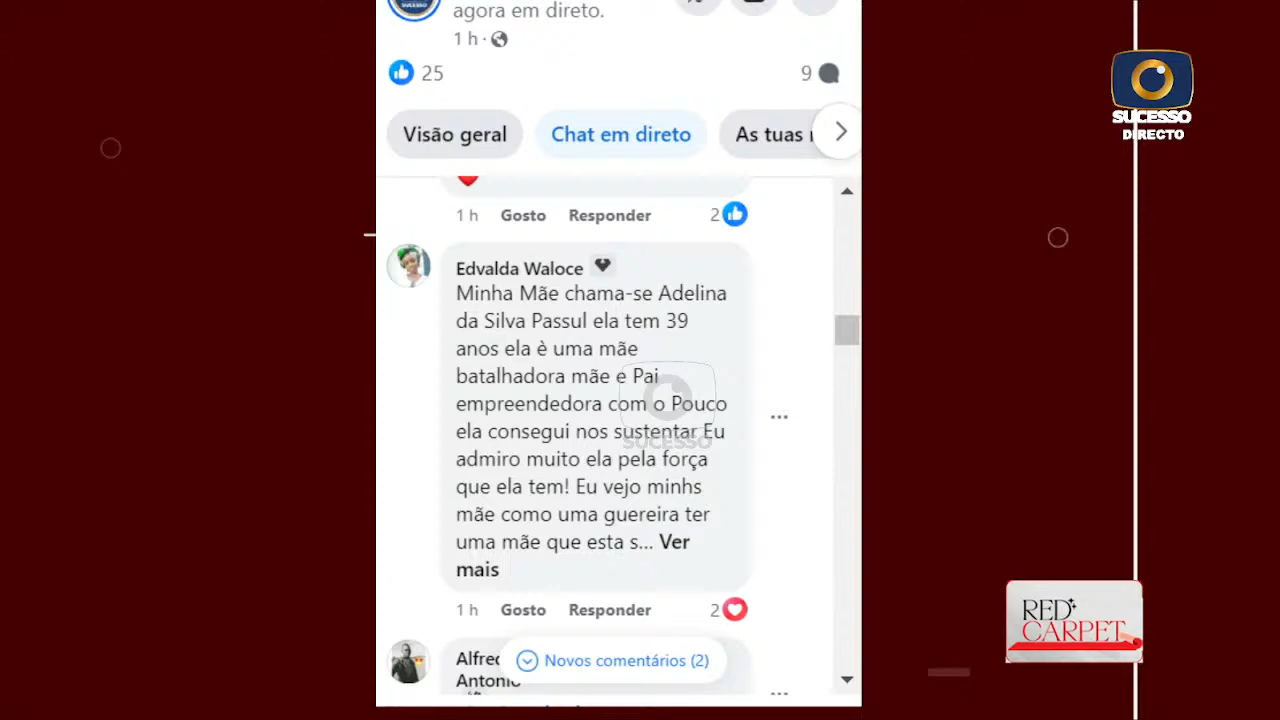 SUCESSO
agora em direto.
1 h
25
9
Visão geral
Chat em direto
As tuas
SUCESSO
DIRECTO
1 h Gosto Responder 2
Edvalda Waloce
Minha Mãe chama-se Adelina
da Silva Passul ela tem 39
anos ela è uma mãe
batalhadora mãe e Pai
empreendedora com o Pouco
ela consegui nos sustentar Eu
admiro muito ela pela força
que ela tem! Eu vejo minhs
mãe como uma guereira ter
uma mãe que esta s... Ver
mais
SUCESSO
1 h Gosto Responder 2
Alfred
Antonio
Novos comentários (2)
RED
CARPET